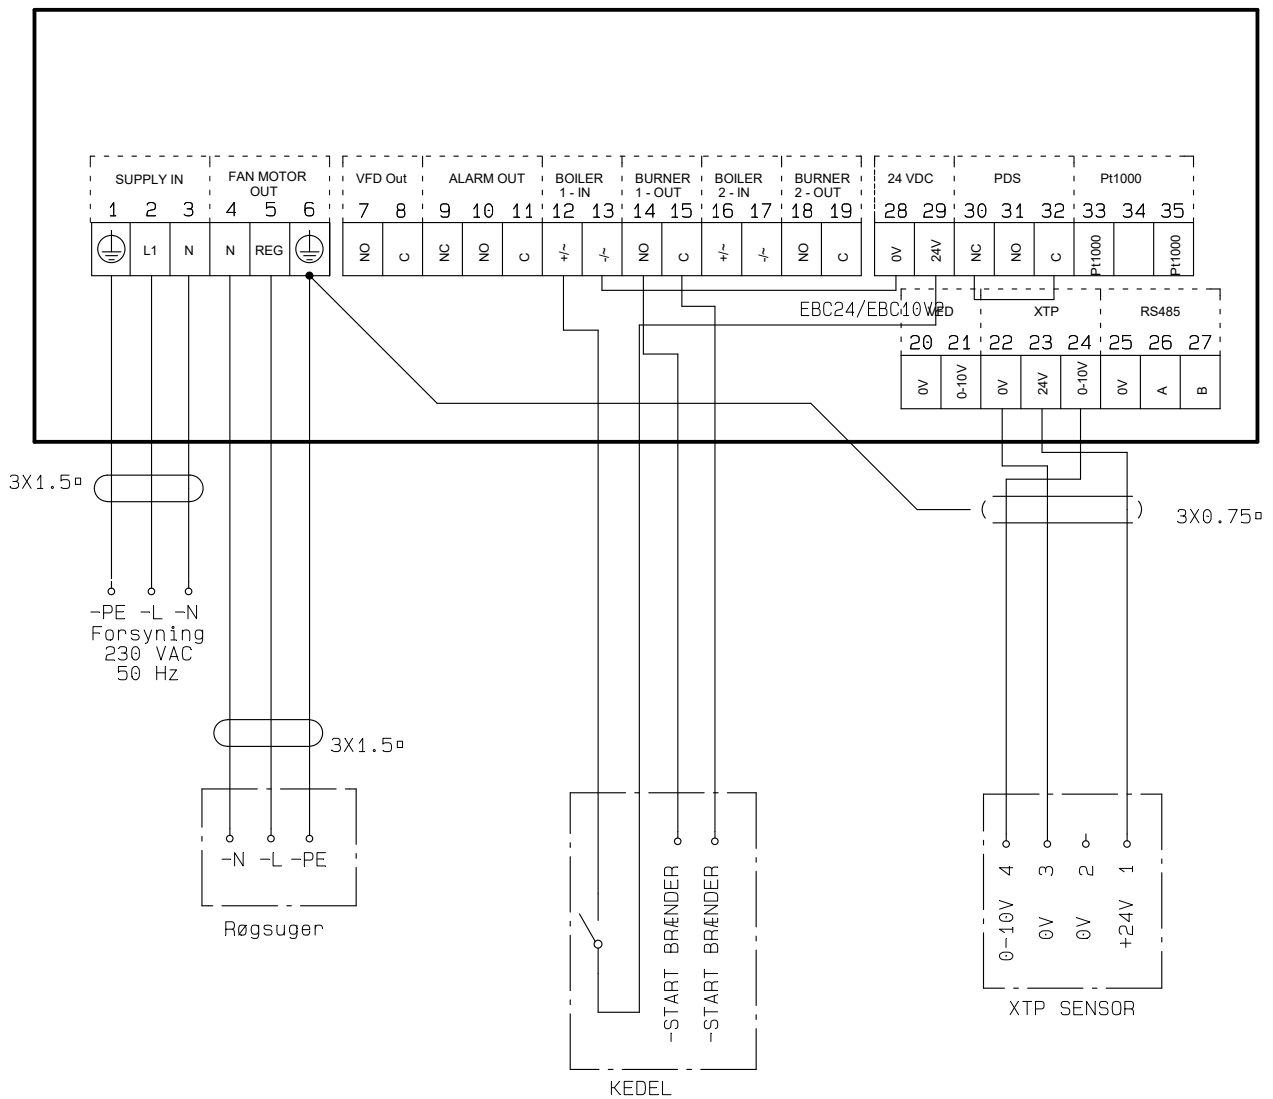 SUPPLY IN
FAN MOTOR
OUT
VFD Out
ALARM OUT
BOILER
1 - IN
BURNER
1 - OUT
BOILER
2 - IN
BURNER
2 - OUT
24 VDC
PDS
Pt1000
1 2 3 4 5 6 7 8 9 10 11 12 13 14 15 16 17 18 19 28 29 30 31 32 33 34 35
L1 N N REG NO C NC NO C +/~ -/~ NO C +/~ -/~ NO C 0V 24V NC NO C Pt1000 Pt1000
EBC24/EBC10
XTP
RS485
20 21 22 23 24 25 26 27
0V 0-10V 0V 24V 0-10V 0V A B
3X1.5▫
3X0.75▫
-PE -L -N
Forsyning
230 VAC
50 Hz
3X1.5▫
-N -L -PE
Røgsuger
-START BRÆNDER
-START BRÆNDER
KEDEL
4 3 2 1
0-10V 0V 0V +24V
XTP SENSOR